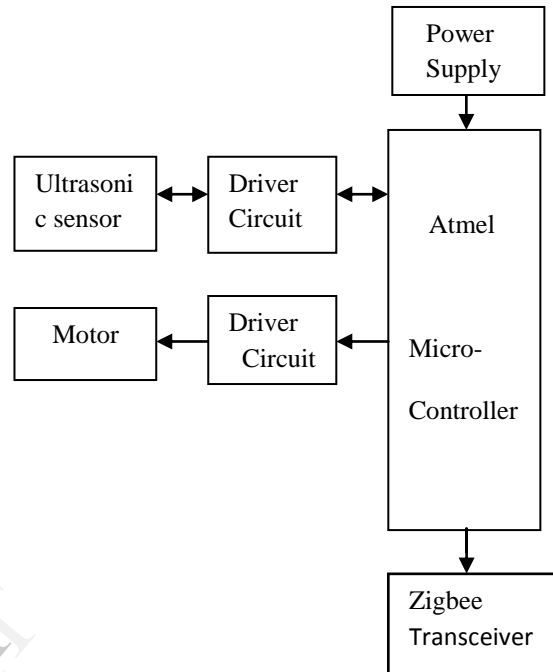 Power
Supply
Ultrasoni
c sensor
Driver
Circuit
Atmel
Motor
Driver
Circuit
Micro-
Controller
Zigbee
Transceiver